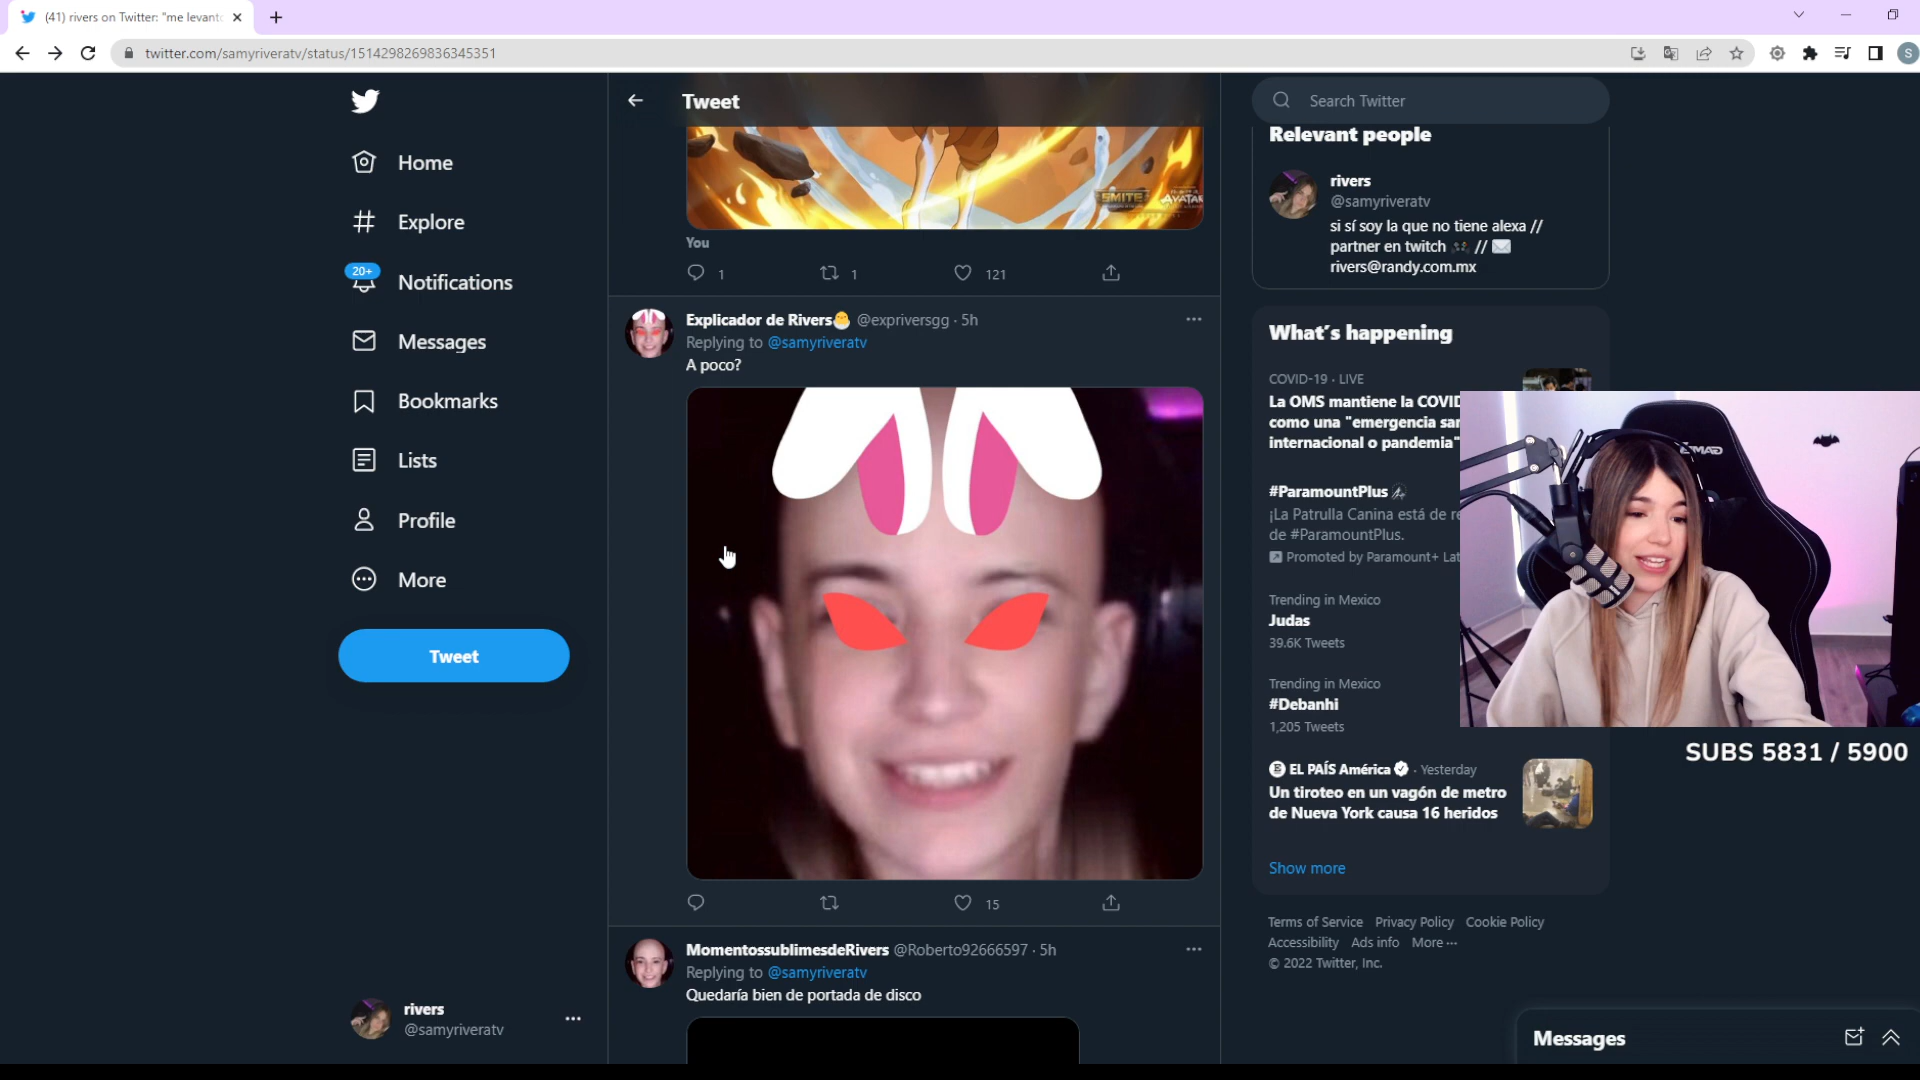 (41) rivers on Twitter: "me levant
twitter.com/samyriveratv/status/1514298269836345351
S
Home
Explore
20+
Notifications
Messages
Bookmarks
Lists
Profile
More
Tweet
rivers
@samyriveratv
Tweet
SMITE
AVATAR
You
1
1
121
Explicador de Rivers🐣 @expriversgg · 5h
Replying to @samyriveratv
A poco?
15
MomentossublimesdeRivers @Roberto92666597 · 5h
Replying to @samyriveratv
Quedaría bien de portada de disco
Search Twitter
Relevant people
rivers
@samyriveratv
si sí soy la que no tiene alexa //
partner en twitch 🎮 // ✉️
rivers@randy.com.mx
What's happening
COVID-19 · LIVE
La OMS mantiene la COVID
como una "emergencia sa
internacional o pandemia"
#ParamountPlus
¡La Patrulla Canina está de re
de #ParamountPlus.
Promoted by Paramount+ Lat
Trending in Mexico
Judas
39.6K Tweets
Trending in Mexico
#Debanhi
1,205 Tweets
EL PAÍS América · Yesterday
Un tiroteo en un vagón de metro
de Nueva York causa 16 heridos
Show more
Terms of Service Privacy Policy Cookie Policy
Accessibility Ads info More ···
© 2022 Twitter, Inc.
SUBS 5831 / 5900
Messages